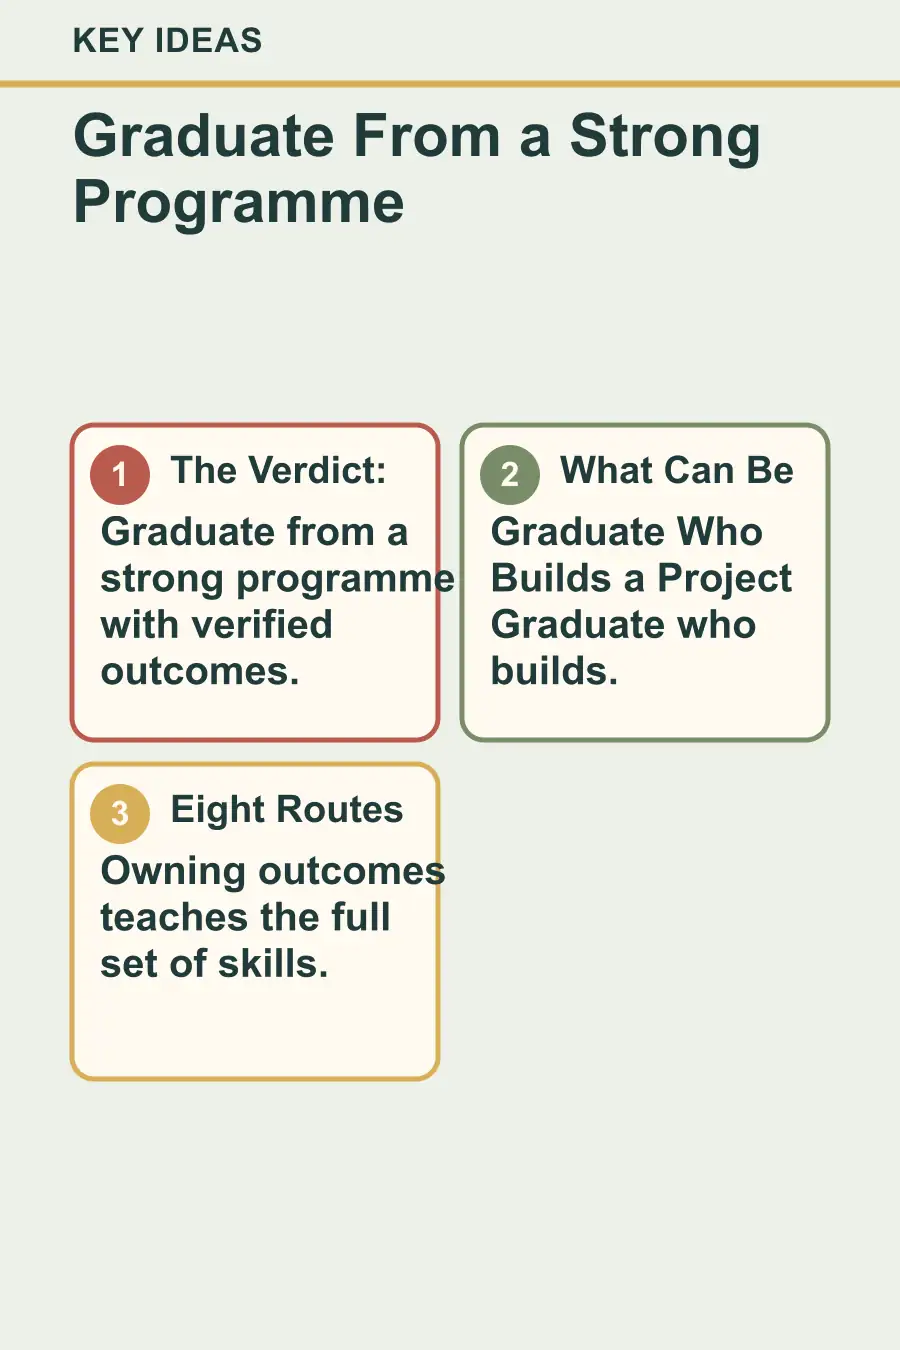 KEY IDEAS
Graduate From a Strong
Programme
1 The Verdict:
Graduate from a
strong programme
with verified
outcomes.
2 What Can Be
Graduate Who
Builds a Project
Graduate who
builds.
3 Eight Routes
Owning outcomes
teaches the full
set of skills.